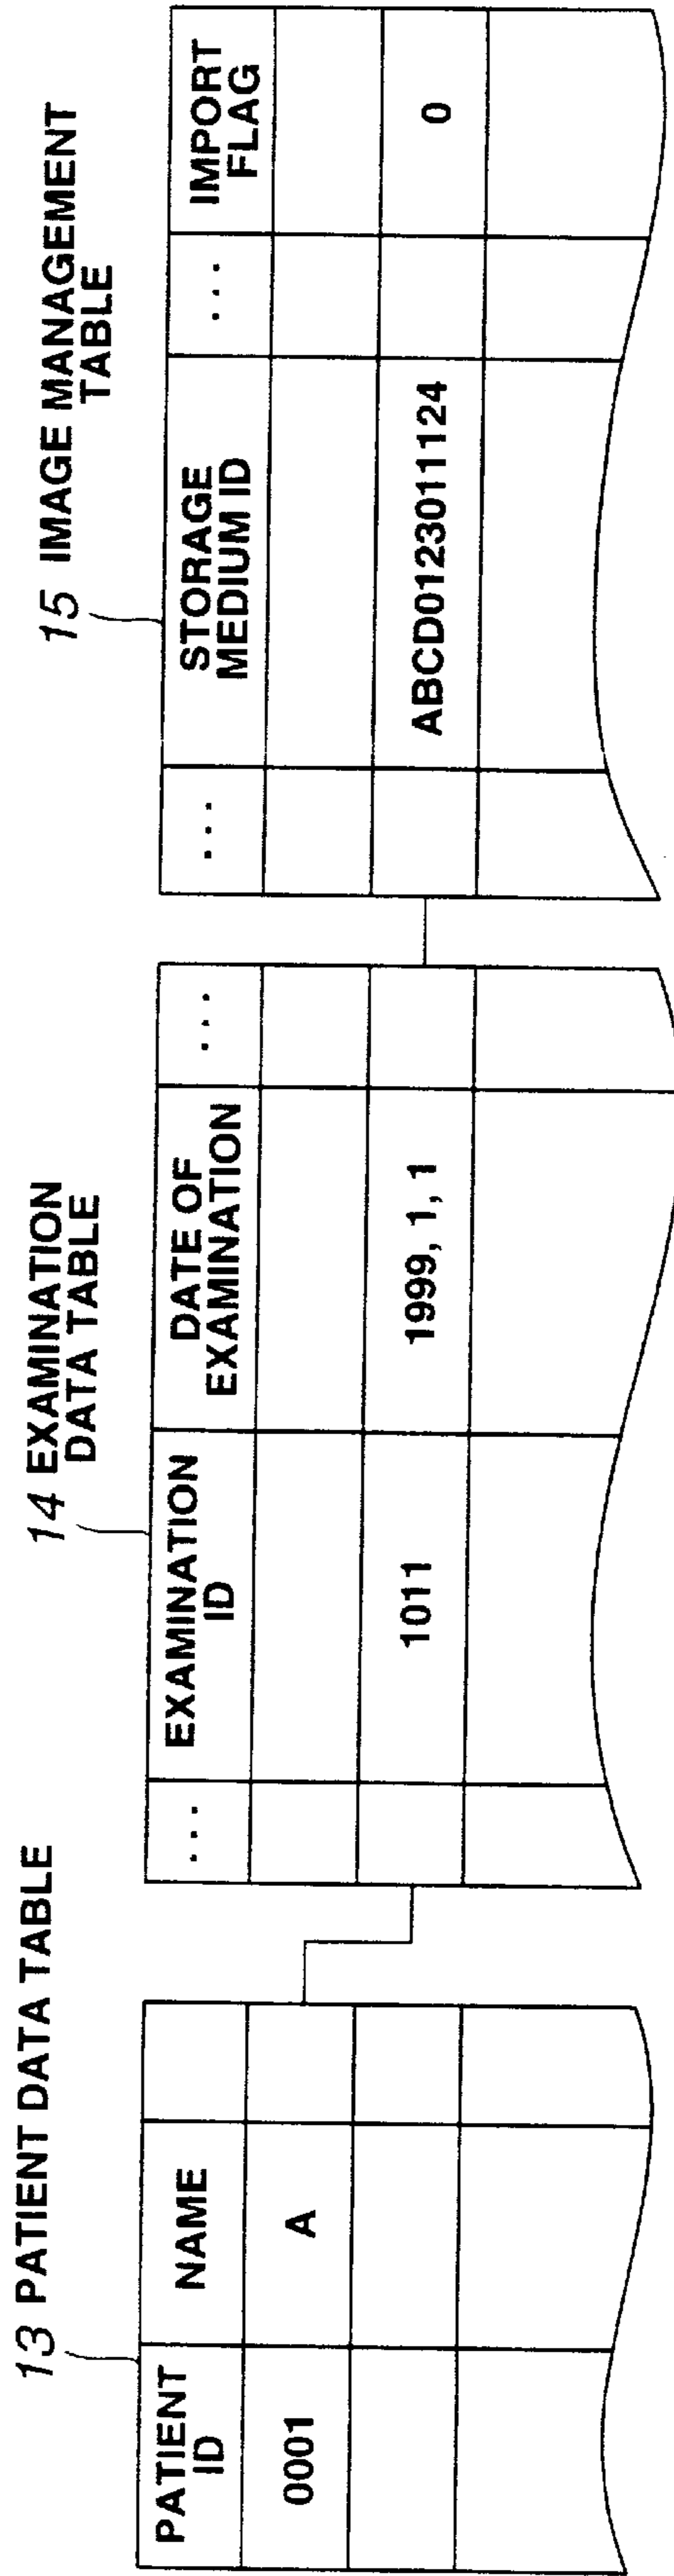 13 PATIENT DATA TABLE
PATIENT
ID
NAME
0001
A
14 EXAMINATION
DATA TABLE
...
EXAMINATION
ID
DATE OF
EXAMINATION
...
1011
1999, 1, 1
15 IMAGE MANAGEMENT
TABLE
...
STORAGE
MEDIUM ID
...
IMPORT
FLAG
ABCD0123011124
0